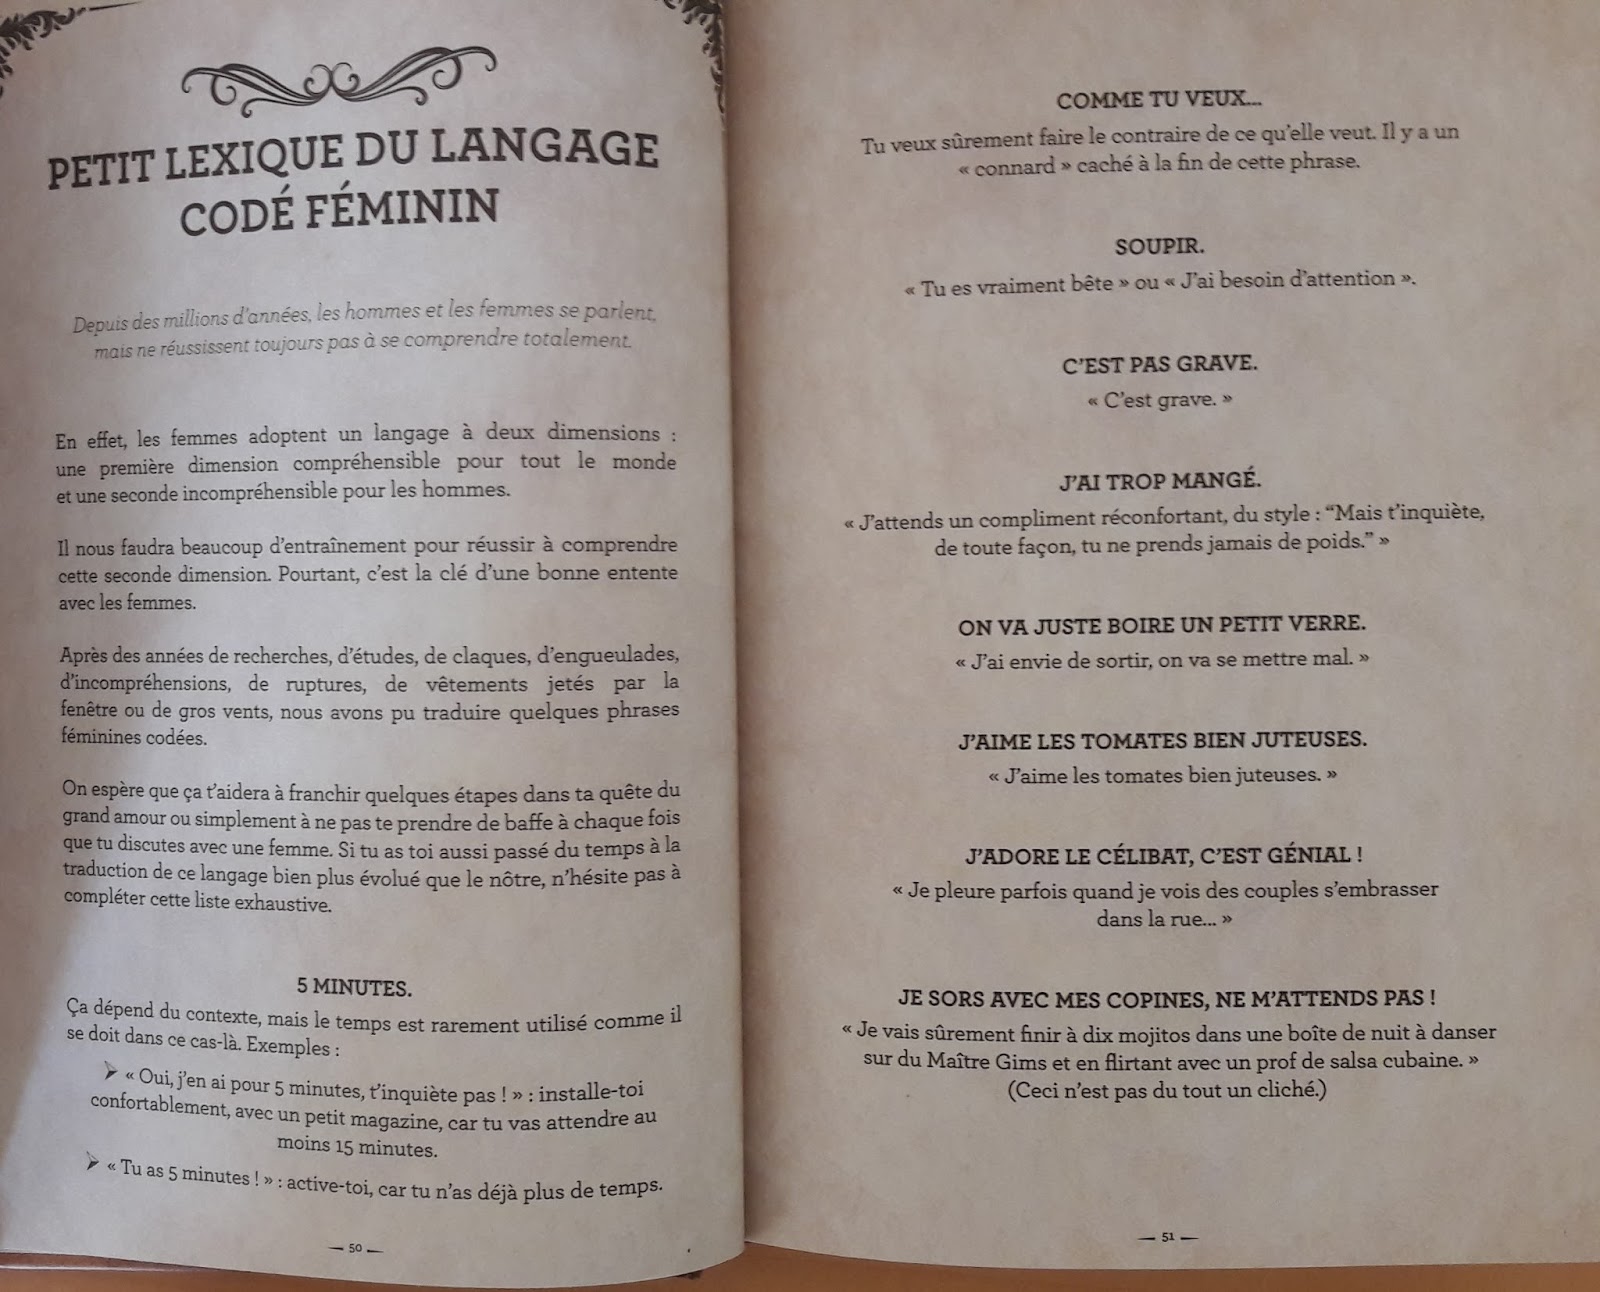 PETIT LEXIQUE DU LANGAGE
CODÉ FÉMININ
Depuis des millions d'années, les hommes et les femmes se parlent,
mais ne réussissent toujours pas à se comprendre totalement.
En effet, les femmes adoptent un langage à deux dimensions :
une première dimension compréhensible pour tout le monde
et une seconde incompréhensible pour les hommes.
Il nous faudra beaucoup d'entraînement pour réussir à comprendre
cette seconde dimension. Pourtant, c'est la clé d'une bonne entente
avec les femmes.
Après des années de recherches, d'études, de claques, d'engueulades,
d'incompréhensions, de ruptures, de vêtements jetés par la
fenêtre ou de gros vents, nous avons pu traduire quelques phrases
féminines codées.
On espère que ça t'aidera à franchir quelques étapes dans ta quête du
grand amour ou simplement à ne pas te prendre de baffe à chaque fois
que tu discutes avec une femme. Si tu as toi aussi passé du temps à la
traduction de ce langage bien plus évolué que le nôtre, n'hésite pas à
compléter cette liste exhaustive.
5 MINUTES.
Ça dépend du contexte, mais le temps est rarement utilisé comme il
se doit dans ce cas-là. Exemples :
➤ « Oui, j'en ai pour 5 minutes, t'inquiète pas ! » : installe-toi
confortablement, avec un petit magazine, car tu vas attendre au
moins 15 minutes.
➤ « Tu as 5 minutes ! » : active-toi, car tu n'as déjà plus de temps.
— 50 —
COMME TU VEUX...
Tu veux sûrement faire le contraire de ce qu'elle veut. Il y a un
« connard » caché à la fin de cette phrase.
SOUPIR.
« Tu es vraiment bête » ou « J'ai besoin d'attention ».
C'EST PAS GRAVE.
« C'est grave. »
J'AI TROP MANGÉ.
« J'attends un compliment réconfortant, du style : “Mais t'inquiète,
de toute façon, tu ne prends jamais de poids.” »
ON VA JUSTE BOIRE UN PETIT VERRE.
« J'ai envie de sortir, on va se mettre mal. »
J'AIME LES TOMATES BIEN JUTEUSES.
« J'aime les tomates bien juteuses. »
J'ADORE LE CÉLIBAT, C'EST GÉNIAL !
« Je pleure parfois quand je vois des couples s'embrasser
dans la rue... »
JE SORS AVEC MES COPINES, NE M'ATTENDS PAS !
« Je vais sûrement finir à dix mojitos dans une boîte de nuit à danser
sur du Maître Gims et en flirtant avec un prof de salsa cubaine. »
(Ceci n'est pas du tout un cliché.)
— 51 —